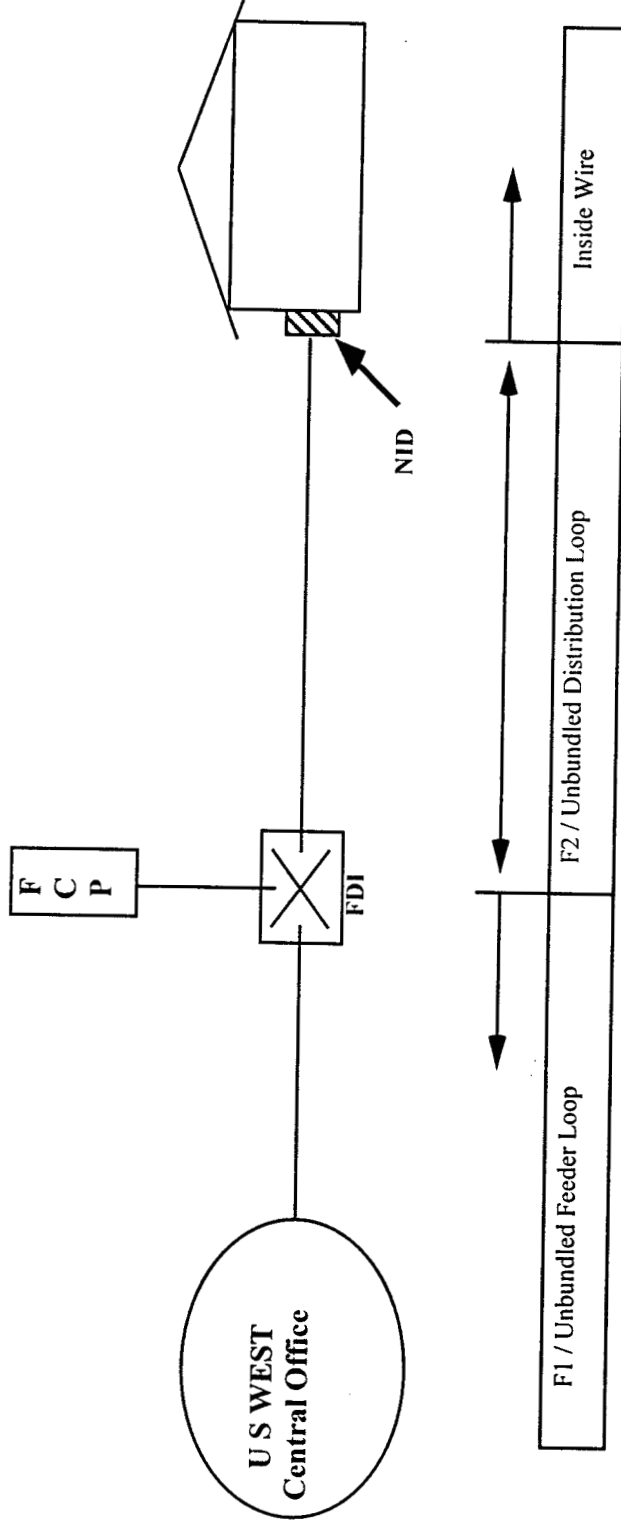 F
C
P
FDI
NID
U S WEST
Central Office
F1 / Unbundled Feeder Loop
F2 / Unbundled Distribution Loop
Inside Wire